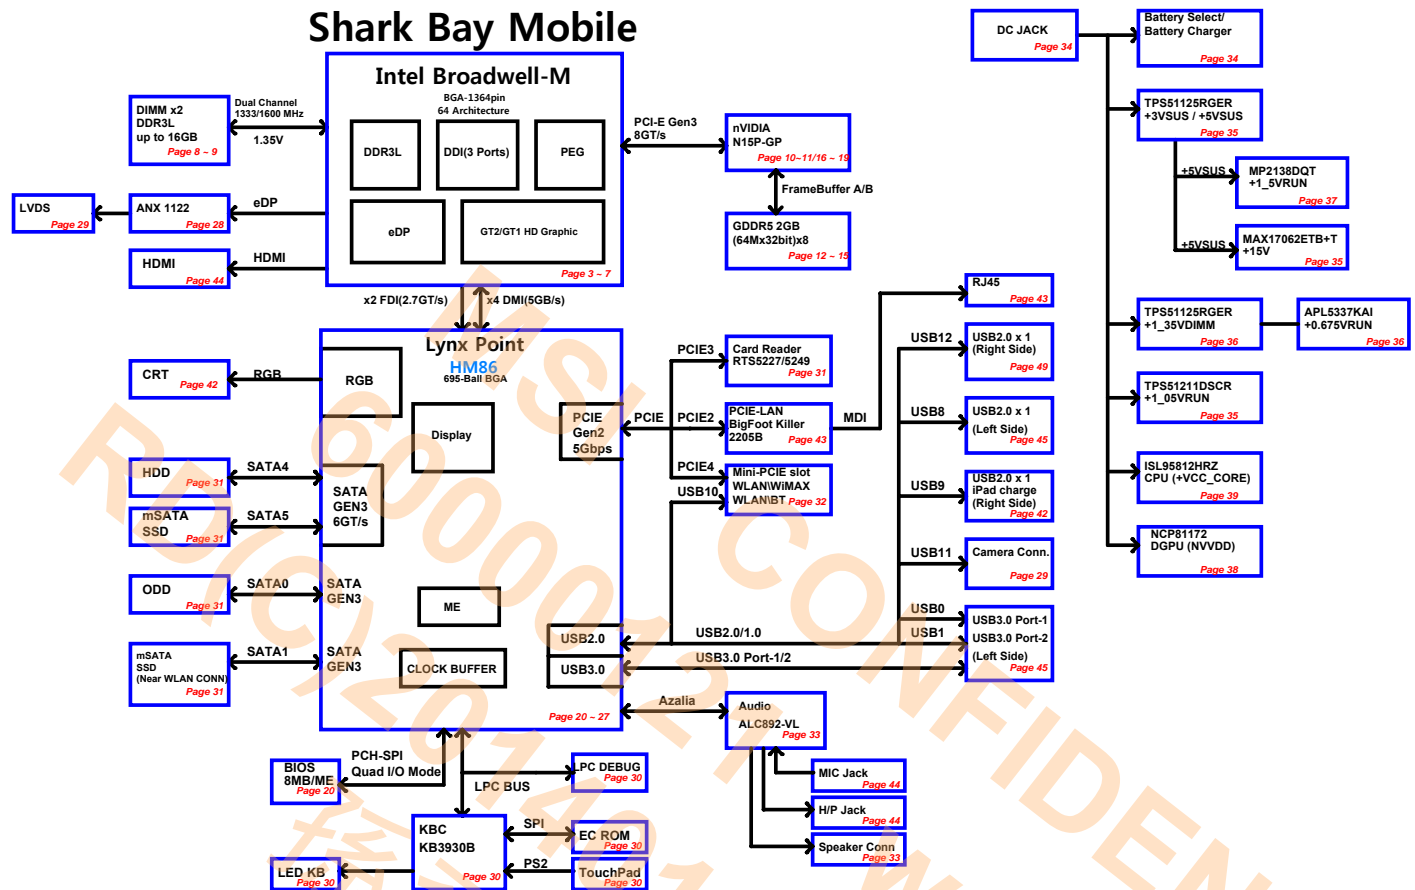 Shark Bay Mobile
Intel Broadwell-M
BGA-1364pin
64 Architecture
DDR3L
DDI(3 Ports)
PEG
eDP
GT2/GT1 HD Graphic
Page 3 ~ 7
DIMM x2
DDR3L
up to 16GB
Page 8 ~ 9
Dual Channel
1333/1600 MHz
1.35V
LVDS
Page 29
ANX 1122
Page 28
eDP
HDMI
Page 44
HDMI
PCI-E Gen3
8GT/s
nVIDIA
N15P-GP
Page 10~11/16 ~ 19
FrameBuffer A/B
GDDR5 2GB
(64Mx32bit)x8
Page 12 ~ 15
x2 FDI(2.7GT/s)
x4 DMI(5GB/s)
Lynx Point
HM86
695-Ball BGA
RGB
Display
PCIE
Gen2
5Gbps
SATA
GEN3
6GT/s
SATA
GEN3
SATA
GEN3
ME
CLOCK BUFFER
USB2.0
USB3.0
Page 20 ~ 27
CRT
Page 42
RGB
HDD
Page 31
SATA4
mSATA
SSD
Page 31
SATA5
ODD
Page 31
SATA0
mSATA
SSD
(Near WLAN CONN)
Page 31
SATA1
PCIE
PCIE3
Card Reader
RTS5227/5249
Page 31
PCIE2
PCIE-LAN
BigFoot Killer
2205B
Page 43
MDI
PCIE4
USB10
Mini-PCIE slot
WLAN\WiMAX
WLAN\BT
Page 32
RJ45
Page 43
USB12
USB2.0 x 1
(Right Side)
Page 49
USB8
USB2.0 x 1
(Left Side)
Page 45
USB9
USB2.0 x 1
iPad charge
(Right Side)
Page 42
USB11
Camera Conn.
Page 29
USB0
USB1
USB3.0 Port-1
USB3.0 Port-2
(Left Side)
Page 45
USB2.0/1.0
USB3.0 Port-1/2
Azalia
Audio
ALC892-VL
Page 33
MIC Jack
Page 44
H/P Jack
Page 44
Speaker Conn
Page 33
PCH-SPI
Quad I/O Mode
BIOS
8MB/ME
Page 20
LPC BUS
LPC DEBUG
Page 30
KBC
KB3930B
Page 30
SPI
EC ROM
Page 30
PS2
TouchPad
Page 30
LED KB
Page 30
DC JACK
Page 34
Battery Select/
Battery Charger
Page 34
TPS51125RGER
+3VSUS / +5VSUS
Page 35
+5VSUS
MP2138DQT
+1_5VRUN
Page 37
+5VSUS
MAX17062ETB+T
+15V
Page 35
TPS51125RGER
+1_35VDIMM
Page 36
APL5337KAI
+0.675VRUN
Page 36
TPS51211DSCR
+1_05VRUN
Page 35
ISL95812HRZ
CPU (+VCC_CORE)
Page 39
NCP81172
DGPU (NVVDD)
Page 38
MSI CONFIDEN
60000121
RD(C)201401